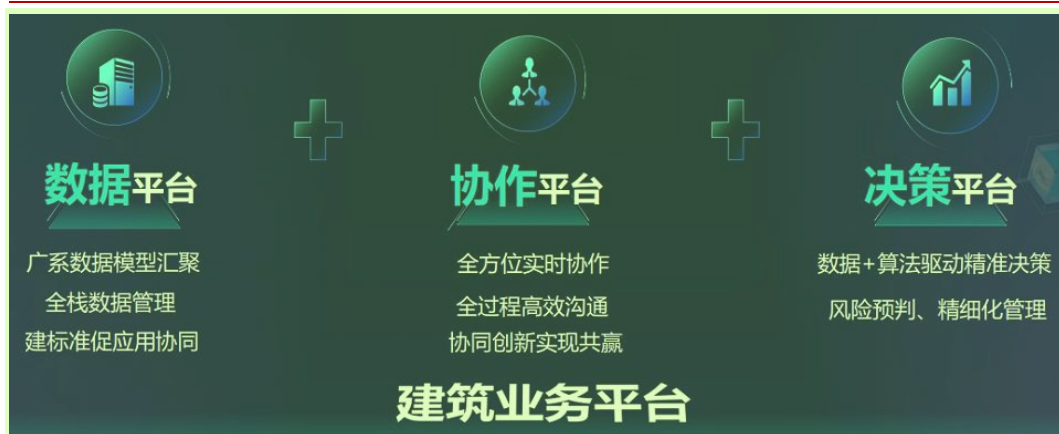 数据平台
广系数据模型汇聚
全栈数据管理
建标准促应用协同
协作平台
全方位实时协作
全过程高效沟通
协同创新实现共赢
决策平台
数据+算法驱动精准决策
风险预判、精细化管理
建筑业务平台